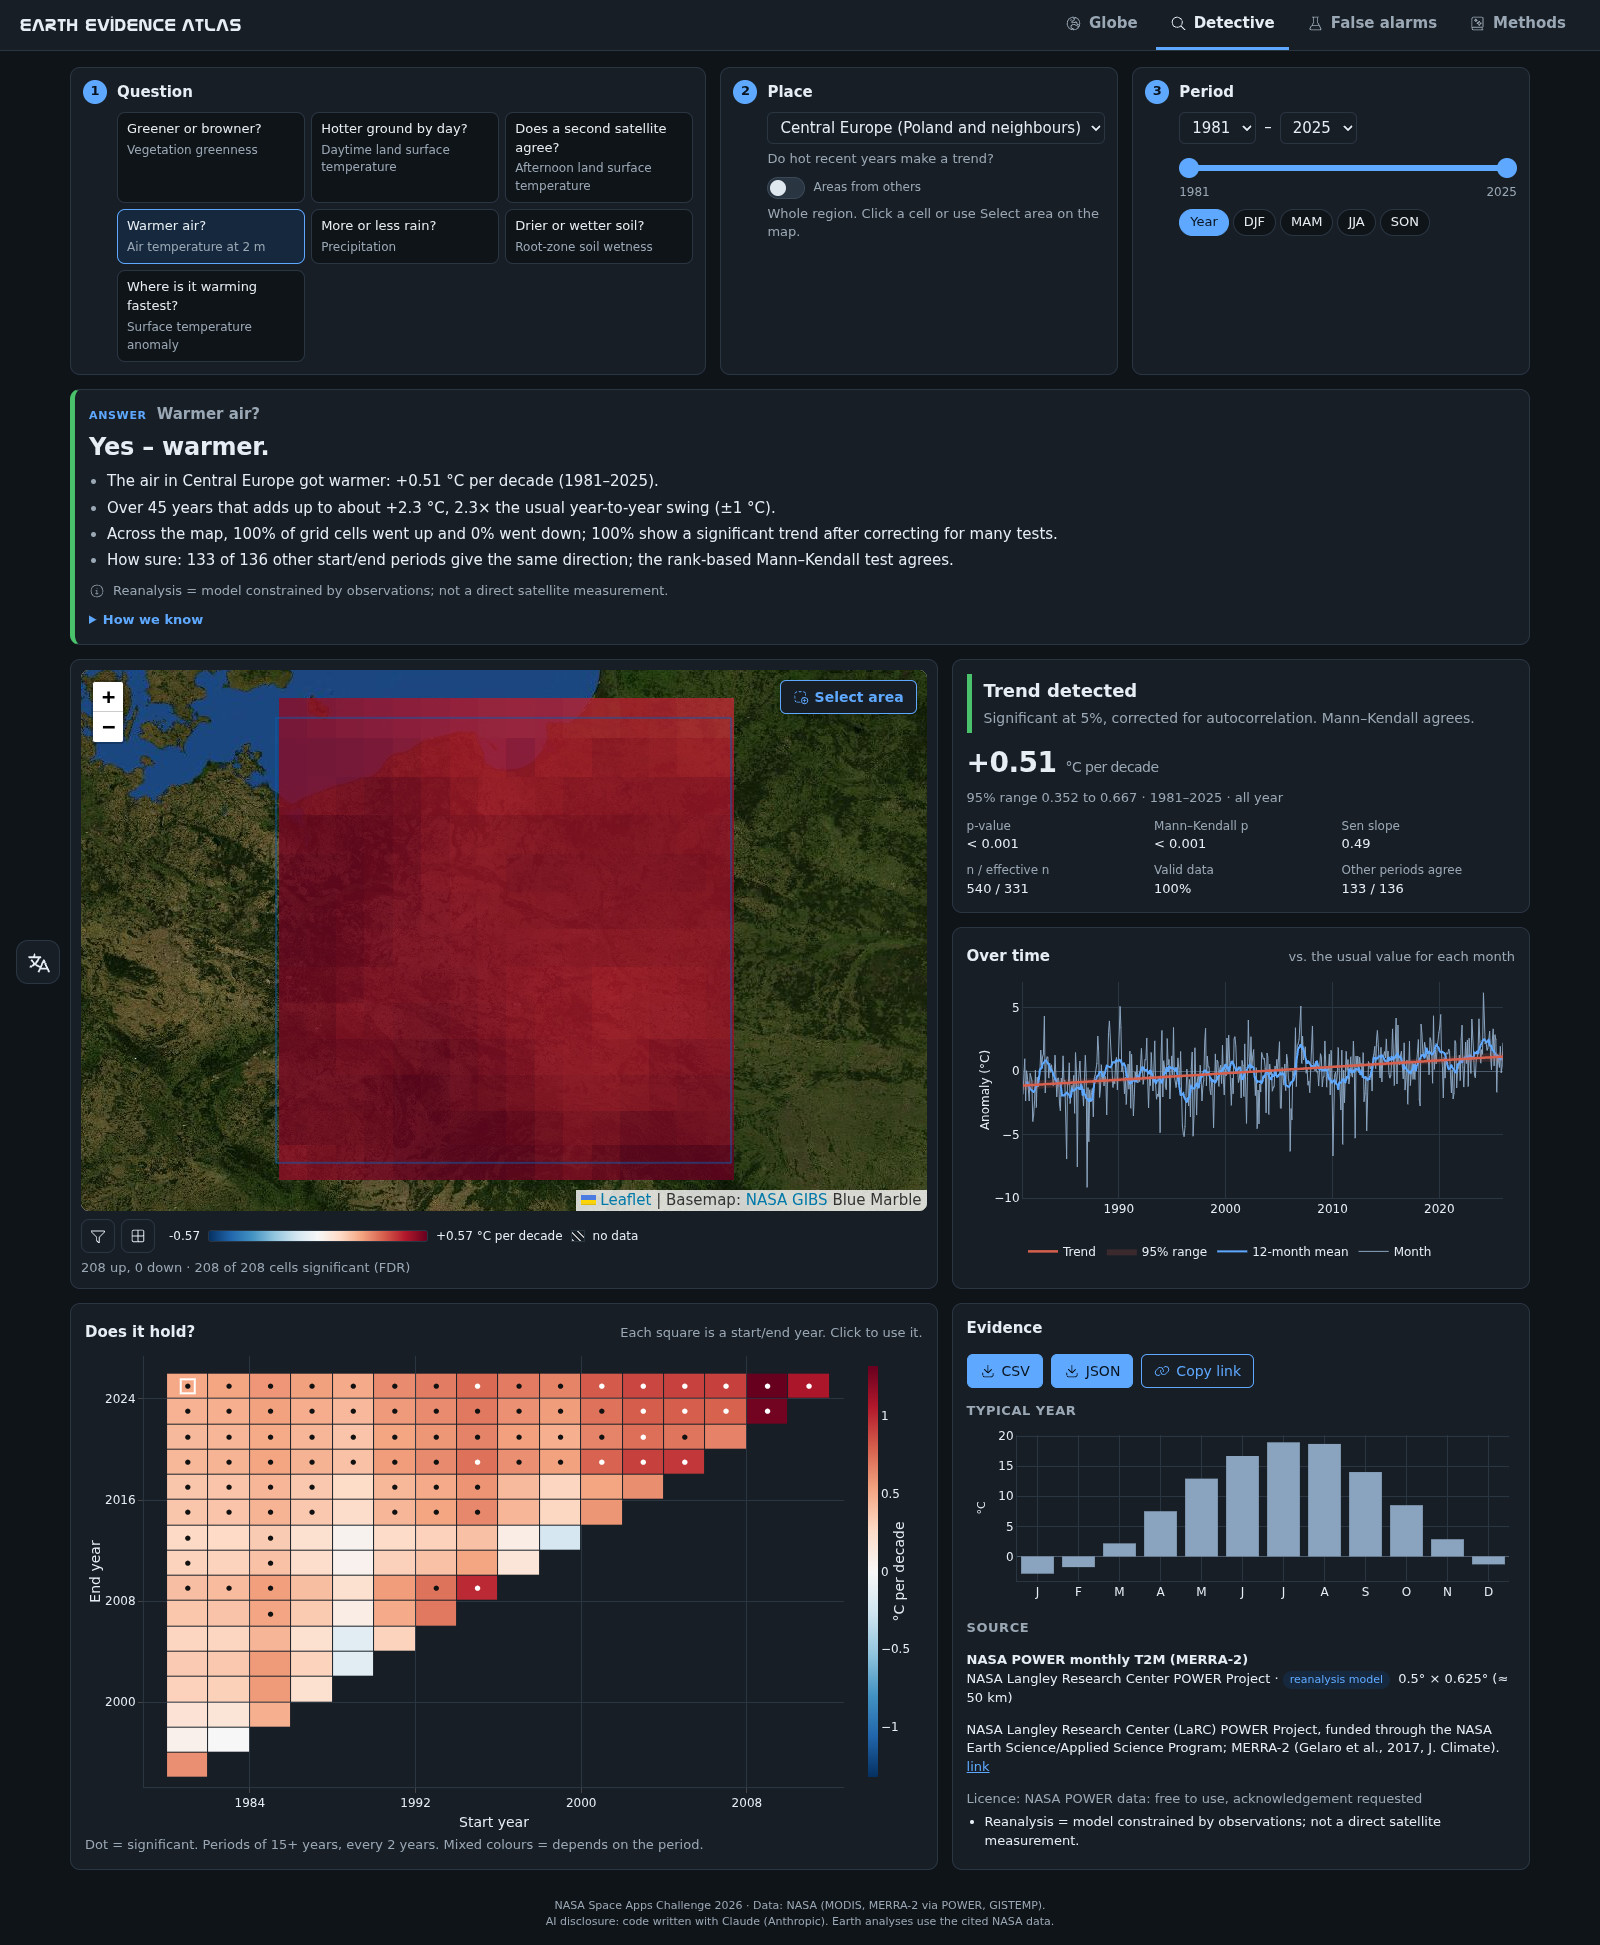 EARTH EVIDENCE ATLAS
Globe
Detective
False alarms
Methods
1 Question
Greener or browner?
Vegetation greenness
Hotter ground by day?
Daytime land surface
temperature
Does a second satellite
agree?
Afternoon land surface
temperature
Warmer air?
Air temperature at 2 m
More or less rain?
Precipitation
Drier or wetter soil?
Root-zone soil wetness
Where is it warming
fastest?
Surface temperature
anomaly
2 Place
Central Europe (Poland and neighbours)
Do hot recent years make a trend?
Areas from others
Whole region. Click a cell or use Select area on the
map.
3 Period
1981 – 2025
1981 2025
Year DJF MAM JJA SON
ANSWER Warmer air?
Yes – warmer.
• The air in Central Europe got warmer: +0.51 °C per decade (1981–2025).
• Over 45 years that adds up to about +2.3 °C, 2.3× the usual year-to-year swing (±1 °C).
• Across the map, 100% of grid cells went up and 0% went down; 100% show a significant trend after correcting for many tests.
• How sure: 133 of 136 other start/end periods give the same direction; the rank-based Mann–Kendall test agrees.
Reanalysis = model constrained by observations; not a direct satellite measurement.
How we know
+
−
Select area
Leaflet | Basemap: NASA GIBS Blue Marble
-0.57 +0.57 °C per decade no data
208 up, 0 down · 208 of 208 cells significant (FDR)
Trend detected
Significant at 5%, corrected for autocorrelation. Mann–Kendall agrees.
+0.51 °C per decade
95% range 0.352 to 0.667 · 1981–2025 · all year
p-value Mann–Kendall p Sen slope
< 0.001 < 0.001 0.49
n / effective n Valid data Other periods agree
540 / 331 100% 133 / 136
Over time vs. the usual value for each month
Anomaly (°C)
5
0
−5
−10
1990 2000 2010 2020
Trend 95% range 12-month mean Month
Does it hold? Each square is a start/end year. Click to use it.
End year
2024
2016
2008
2000
1984 1992 2000 2008
Start year
1
0.5
0
−0.5
−1
°C per decade
Dot = significant. Periods of 15+ years, every 2 years. Mixed colours = depends on the period.
Evidence
CSV JSON Copy link
TYPICAL YEAR
°C
20
15
10
5
0
J F M A M J J A S O N D
SOURCE
NASA POWER monthly T2M (MERRA-2)
NASA Langley Research Center POWER Project · reanalysis model 0.5° × 0.625° (≈
50 km)
NASA Langley Research Center (LaRC) POWER Project, funded through the NASA
Earth Science/Applied Science Program; MERRA-2 (Gelaro et al., 2017, J. Climate).
link
Licence: NASA POWER data: free to use, acknowledgement requested
• Reanalysis = model constrained by observations; not a direct satellite
measurement.
NASA Space Apps Challenge 2026 · Data: NASA (MODIS, MERRA-2 via POWER, GISTEMP).
AI disclosure: code written with Claude (Anthropic). Earth analyses use the cited NASA data.